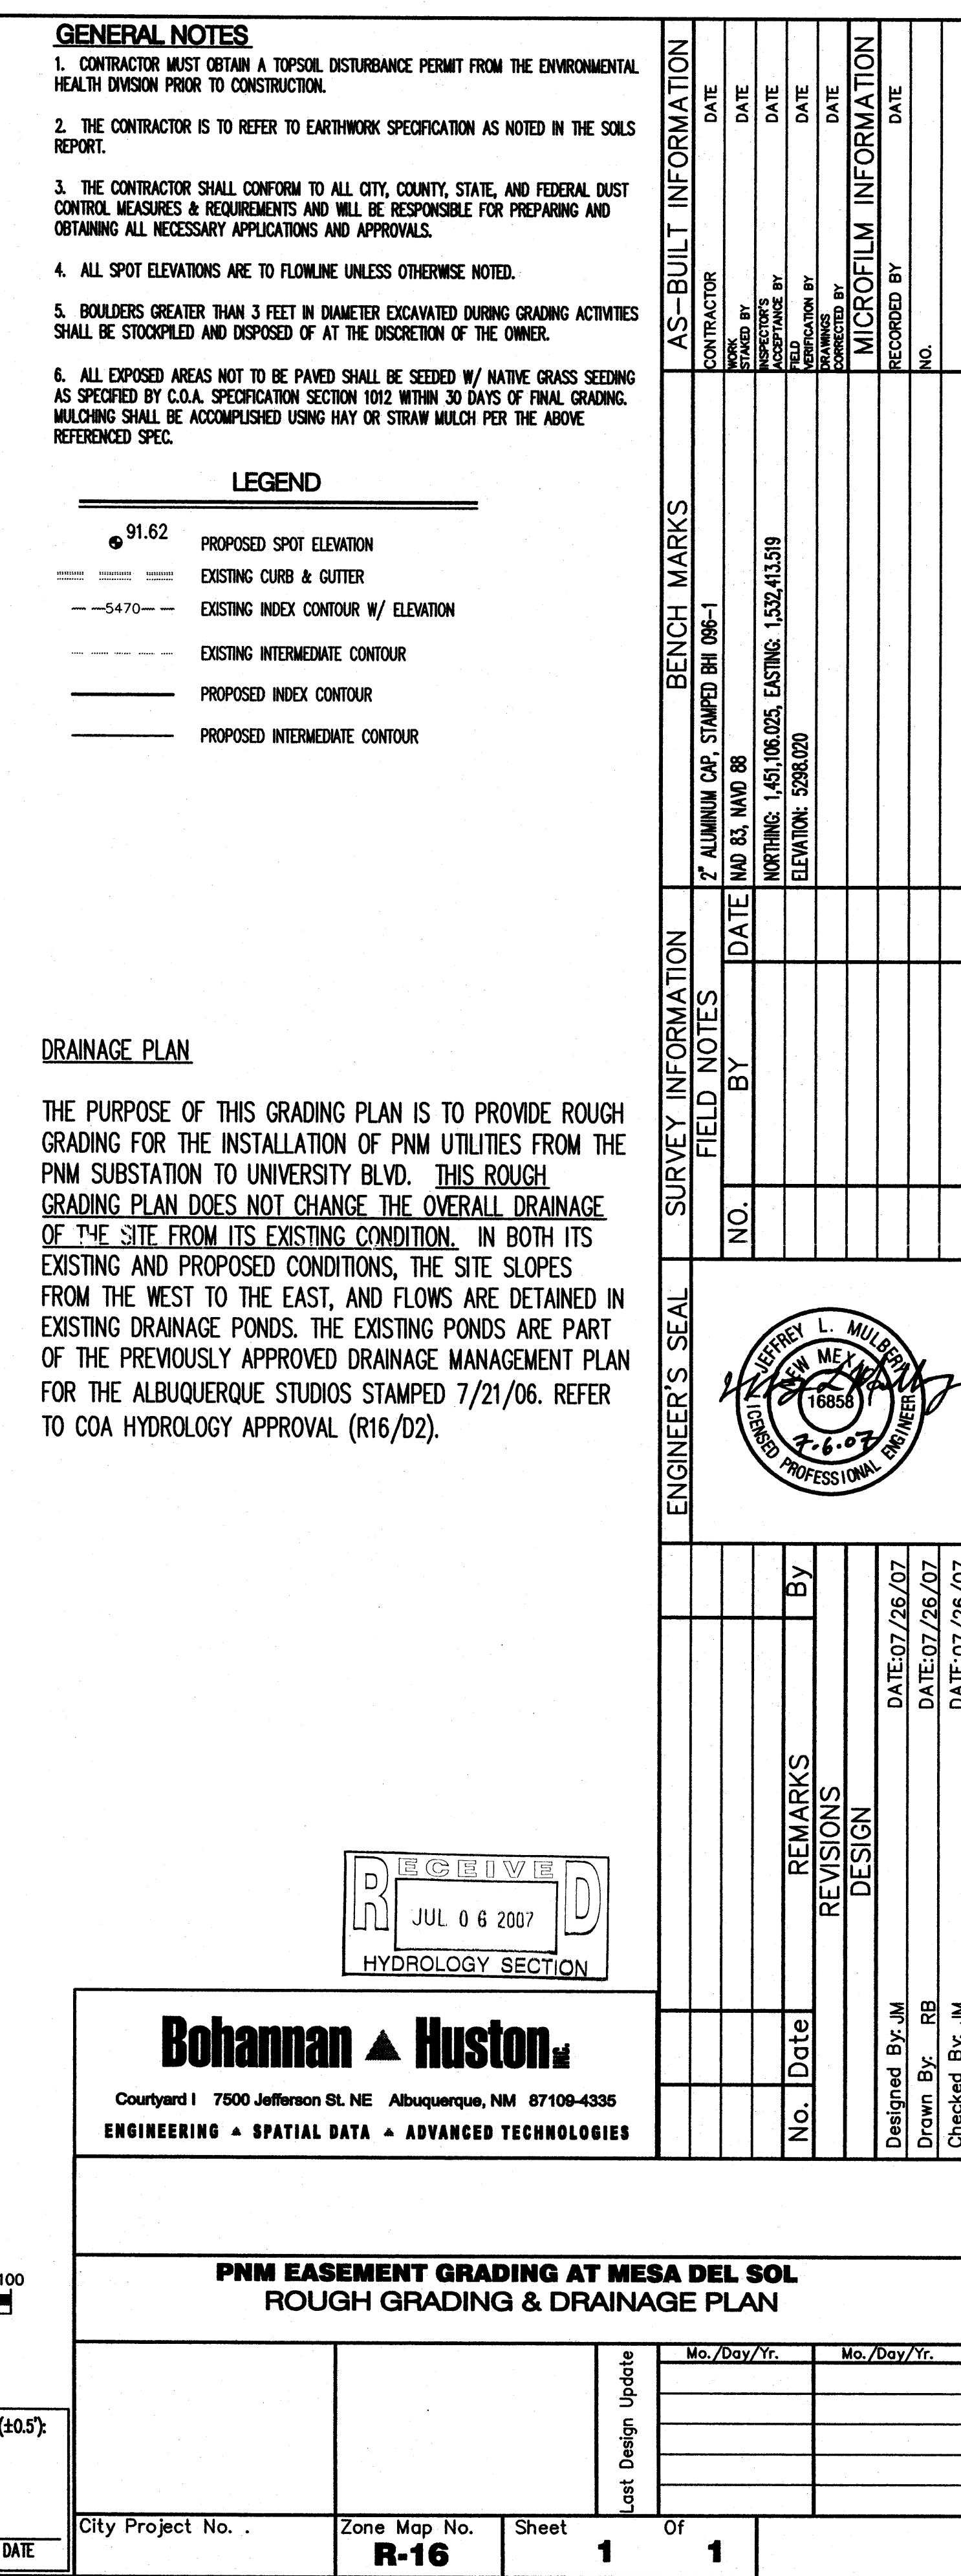 GENERAL NOTES
1. CONTRACTOR MUST OBTAIN A TOPSOIL DISTURBANCE PERMIT FROM THE ENVIRONMENTAL
HEALTH DIVISION PRIOR TO CONSTRUCTION.
2. THE CONTRACTOR IS TO REFER TO EARTHWORK SPECIFICATION AS NOTED IN THE SOILS
REPORT.
3. THE CONTRACTOR SHALL CONFORM TO ALL CITY, COUNTY, STATE, AND FEDERAL DUST
CONTROL MEASURES & REQUIREMENTS AND WILL BE RESPONSIBLE FOR PREPARING AND
OBTAINING ALL NECESSARY APPLICATIONS AND APPROVALS.
4. ALL SPOT ELEVATIONS ARE TO FLOWLINE UNLESS OTHERWISE NOTED.
5. BOULDERS GREATER THAN 3 FEET IN DIAMETER EXCAVATED DURING GRADING ACTIVITIES
SHALL BE STOCKPILED AND DISPOSED OF AT THE DISCRETION OF THE OWNER.
6. ALL EXPOSED AREAS NOT TO BE PAVED SHALL BE SEEDED W/ NATIVE GRASS SEEDING
AS SPECIFIED BY C.O.A. SPECIFICATION SECTION 1012 WITHIN 30 DAYS OF FINAL GRADING.
MULCHING SHALL BE ACCOMPLISHED USING HAY OR STRAW MULCH PER THE ABOVE
REFERENCED SPEC.
LEGEND
91.62 PROPOSED SPOT ELEVATION
EXISTING CURB & GUTTER
5470 EXISTING INDEX CONTOUR W/ ELEVATION
EXISTING INTERMEDIATE CONTOUR
PROPOSED INDEX CONTOUR
PROPOSED INTERMEDIATE CONTOUR
DRAINAGE PLAN
THE PURPOSE OF THIS GRADING PLAN IS TO PROVIDE ROUGH
GRADING FOR THE INSTALLATION OF PNM UTILITIES FROM THE
PNM SUBSTATION TO UNIVERSITY BLVD. THIS ROUGH
GRADING PLAN DOES NOT CHANGE THE OVERALL DRAINAGE
OF THE SITE FROM ITS EXISTING CONDITION. IN BOTH ITS
EXISTING AND PROPOSED CONDITIONS, THE SITE SLOPES
FROM THE WEST TO THE EAST, AND FLOWS ARE DETAINED IN
EXISTING DRAINAGE PONDS. THE EXISTING PONDS ARE PART
OF THE PREVIOUSLY APPROVED DRAINAGE MANAGEMENT PLAN
FOR THE ALBUQUERQUE STUDIOS STAMPED 7/21/06. REFER
TO COA HYDROLOGY APPROVAL (R16/D2).
AS-BUILT INFORMATION
CONTRACTOR DATE
WORK
STAKED BY DATE
INSPECTOR'S
ACCEPTANCE BY DATE
FIELD
VERIFICATION BY DATE
DRAWINGS
CORRECTED BY DATE
MICROFILM INFORMATION
RECORDED BY DATE
NO.
BENCH MARKS
2" ALUMINUM CAP, STAMPED BHI 096-1
NAD 83, NAVD 88
NORTHING: 1,451,106.025, EASTING: 1,532,413.519
ELEVATION: 5298.020
SURVEY INFORMATION
FIELD NOTES
NO. BY DATE
ENGINEER'S SEAL
JEFFREY L. MULBERY
NEW MEXICO
16858
7.6.07
LICENSED PROFESSIONAL ENGINEER
No. Date REMARKS By
REVISIONS
DESIGN
Designed By: JM DATE:07/26/07
Drawn By: RB DATE:07/26/07
Checked By: JM DATE:07/26/07
RECEIVED
JUL 06 2007
HYDROLOGY SECTION
Bohannan Huston INC.
Courtyard I 7500 Jefferson St. NE Albuquerque, NM 87109-4335
ENGINEERING SPATIAL DATA ADVANCED TECHNOLOGIES
PNM EASEMENT GRADING AT MESA DEL SOL
ROUGH GRADING & DRAINAGE PLAN
100
(±0.5'):
DATE
Last Design Update
Mo./Day/Yr. Mo./Day/Yr.
City Project No. .
Zone Map No.
R-16
Sheet 1 Of 1